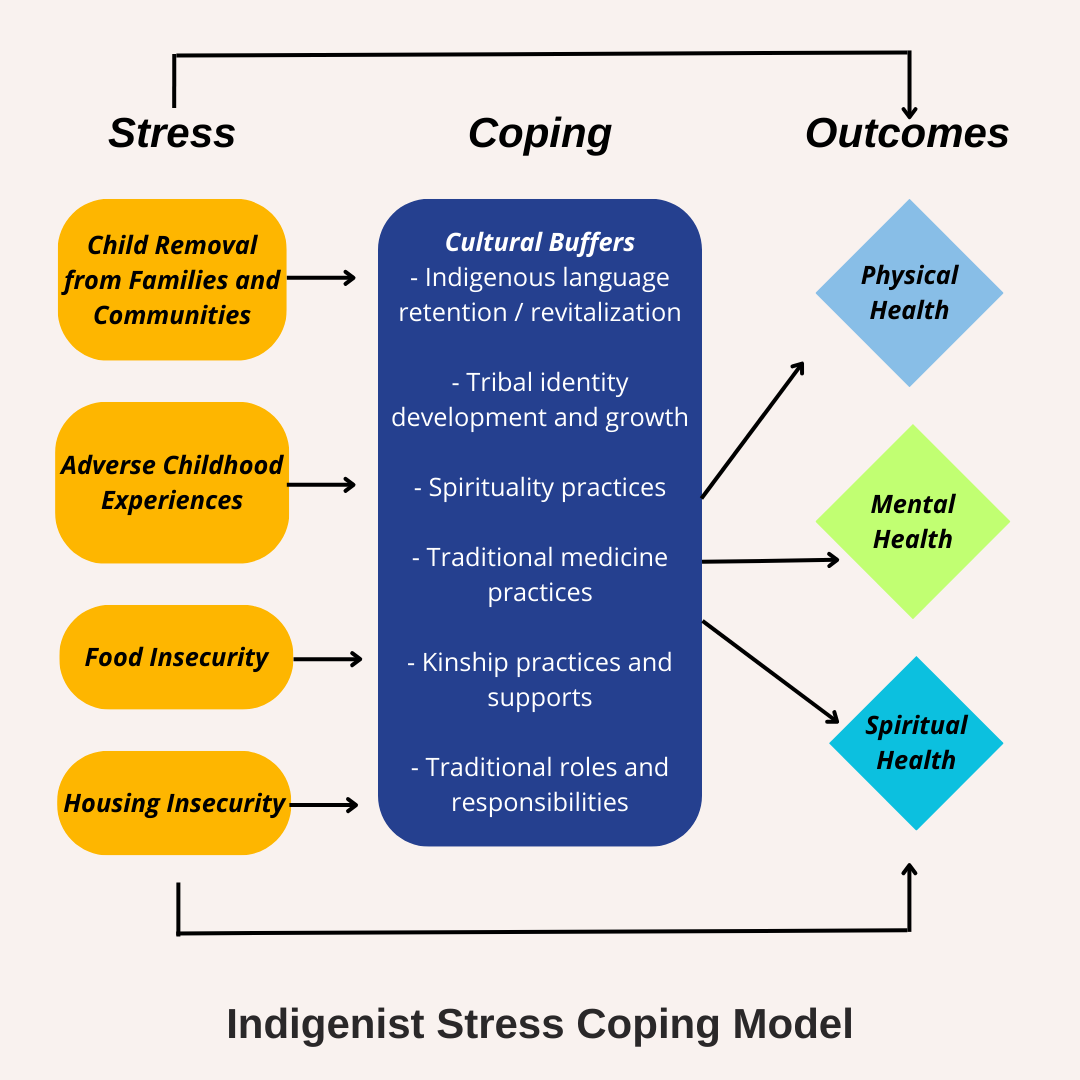 Stress
Coping
Outcomes
Child Removal
from Families and
Communities
Adverse Childhood
Experiences
Food Insecurity
Housing Insecurity
Cultural Buffers
- Indigenous language
retention / revitalization
- Tribal identity
development and growth
- Spirituality practices
- Traditional medicine
practices
- Kinship practices and
supports
- Traditional roles and
responsibilities
Physical
Health
Mental
Health
Spiritual
Health
Indigenist Stress Coping Model